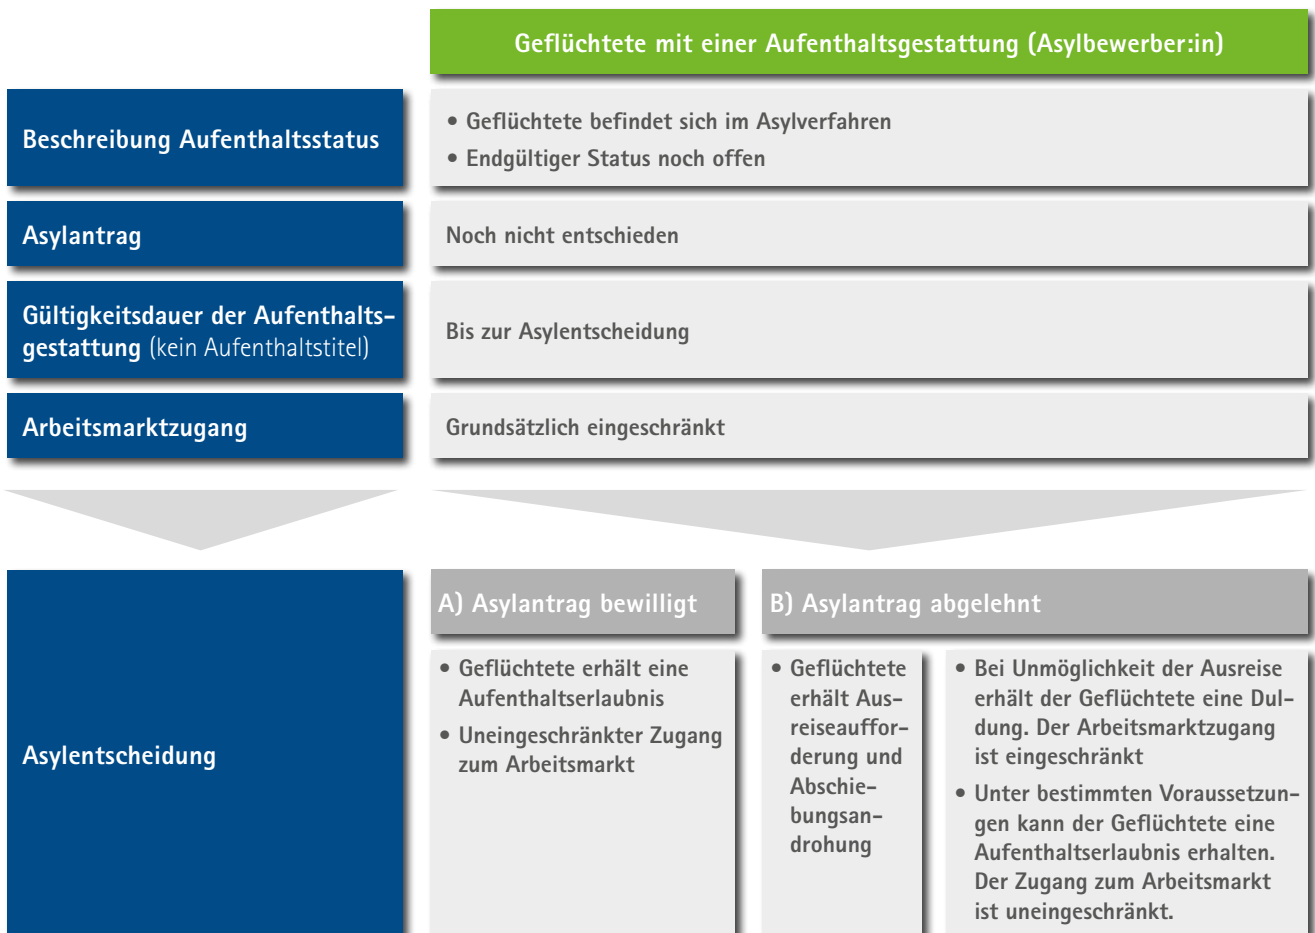 Geflüchtete mit einer Aufenthaltsgestattung (Asylbewerber:in)
Beschreibung Aufenthaltsstatus
• Geflüchtete befindet sich im Asylverfahren
• Endgültiger Status noch offen
Asylantrag
Noch nicht entschieden
Gültigkeitsdauer der Aufenthalts-
gestattung (kein Aufenthaltstitel)
Bis zur Asylentscheidung
Arbeitsmarktzugang
Grundsätzlich eingeschränkt
Asylentscheidung
A) Asylantrag bewilligt
• Geflüchtete erhält eine
Aufenthaltserlaubnis
• Uneingeschränkter Zugang
zum Arbeitsmarkt
B) Asylantrag abgelehnt
• Geflüchtete
erhält Aus-
reiseauffor-
derung und
Abschie-
bungsan-
drohung
• Bei Unmöglichkeit der Ausreise
erhält der Geflüchtete eine Dul-
dung. Der Arbeitsmarktzugang
ist eingeschränkt
• Unter bestimmten Voraussetzun-
gen kann der Geflüchtete eine
Aufenthaltserlaubnis erhalten.
Der Zugang zum Arbeitsmarkt
ist uneingeschränkt.